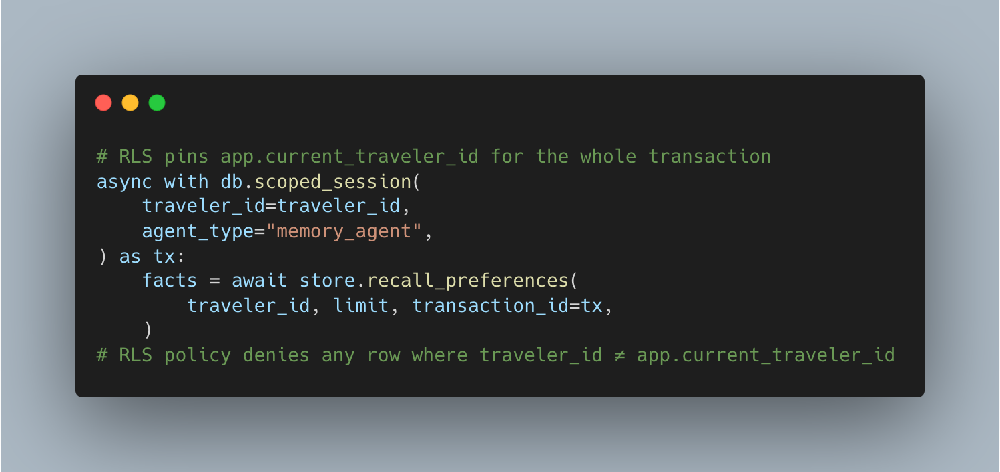 # RLS pins app.current_traveler_id for the whole transaction
async with db.scoped_session(
    traveler_id=traveler_id,
    agent_type="memory_agent",
) as tx:
    facts = await store.recall_preferences(
        traveler_id, limit, transaction_id=tx,
    )
# RLS policy denies any row where traveler_id ≠ app.current_traveler_id